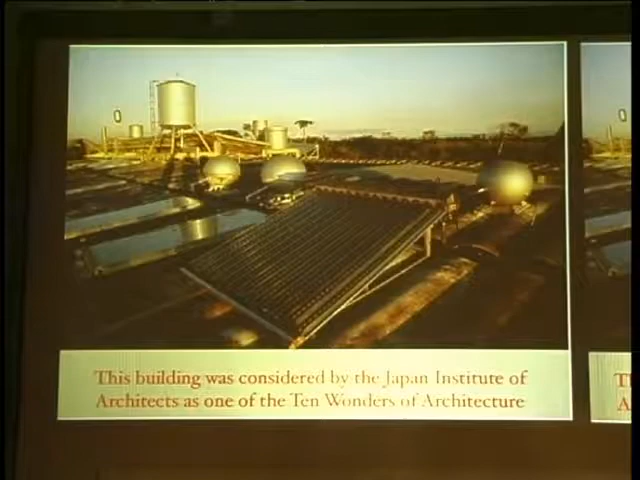 This building was considered by the Japan Institute of
Architects as one of the Ten Wonders of Architecture
T
A